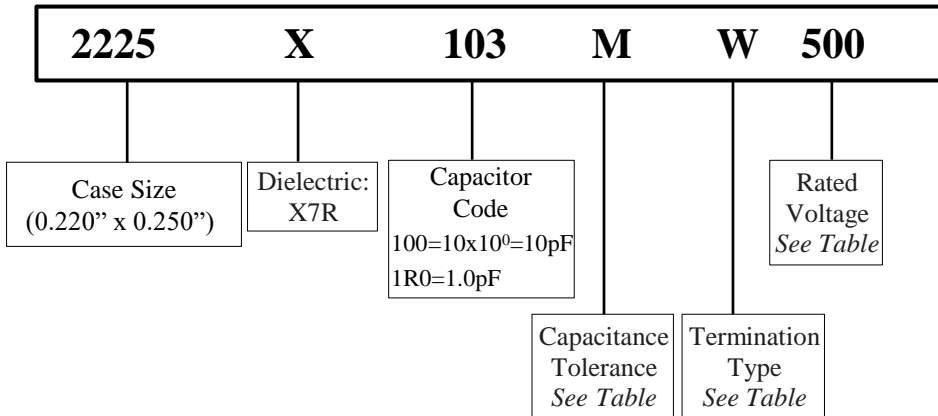 2225 X 103 M W 500
Case Size
(0.220” x 0.250”)
Dielectric:
X7R
Capacitor
Code
100=10x10⁰=10pF
1R0=1.0pF
Rated
Voltage
See Table
Capacitance
Tolerance
See Table
Termination
Type
See Table